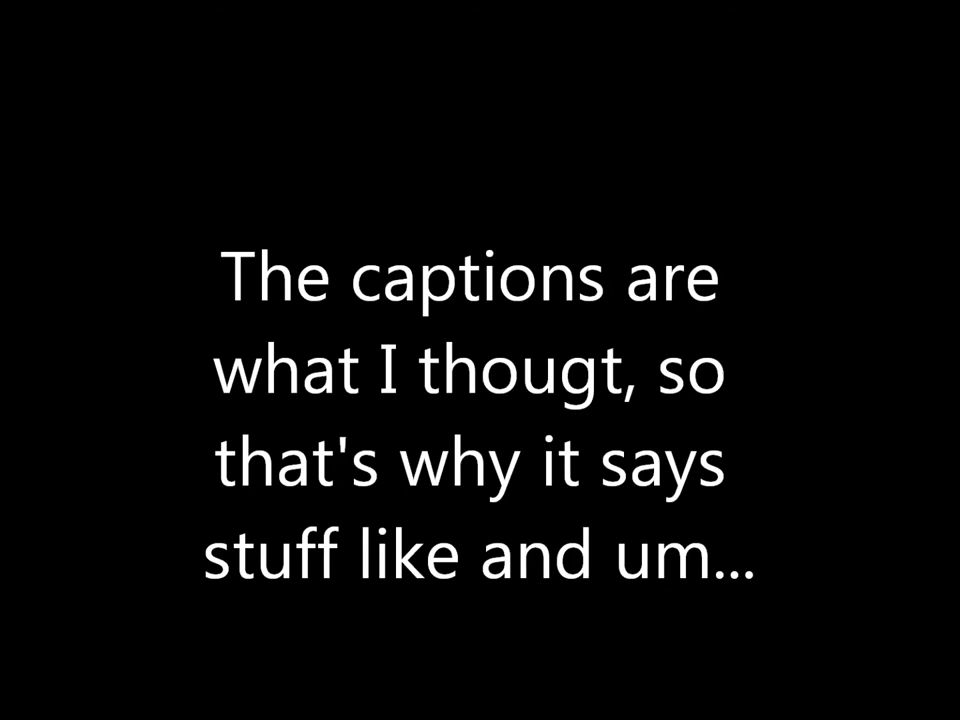 The captions are
what I thougt, so
that's why it says
stuff like and um...